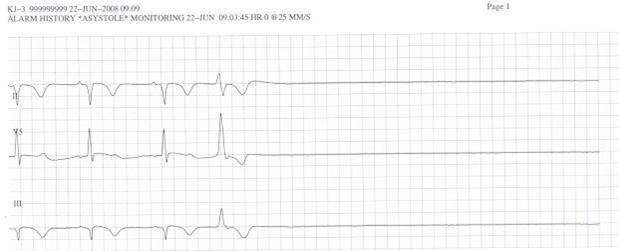 KJ-3 999999999 22-JUN-2008 09.09
Page 1
ALARM HISTORY *ASYSTOLE* MONITORING 22-JUN 09:03:45 HR 0 @25 MM/S
II
V5
III